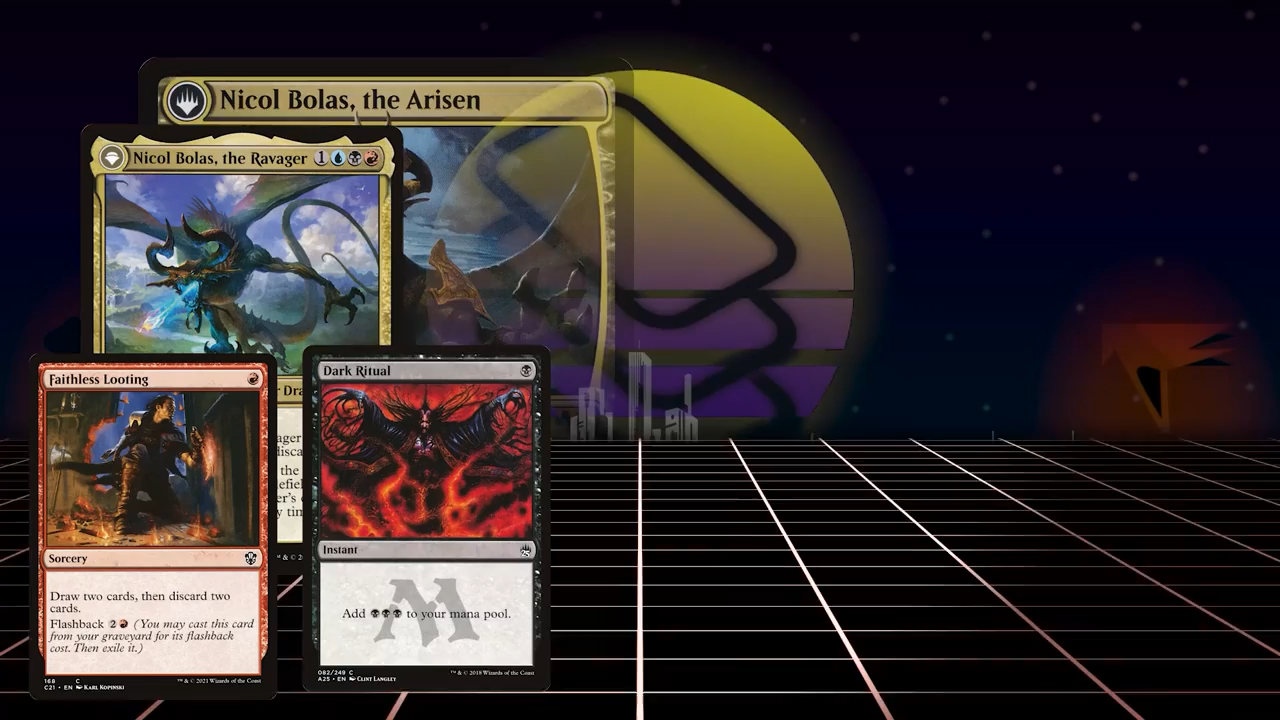 Nicol Bolas, the Arisen
Nicol Bolas, the Ravager 1
Faithless Looting
Sorcery
Draw two cards, then discard two
cards.
Flashback 2 (You may cast this card
from your graveyard for its flashback
cost. Then exile it.)
168 C
C21 • EN Karl Kopinski
™ & © 2021 Wizards of the Coast
Dark Ritual
Instant
Add to your mana pool.
082/249 C
A25 • EN Clint Langley
™ & © 2018 Wizards of the Coast